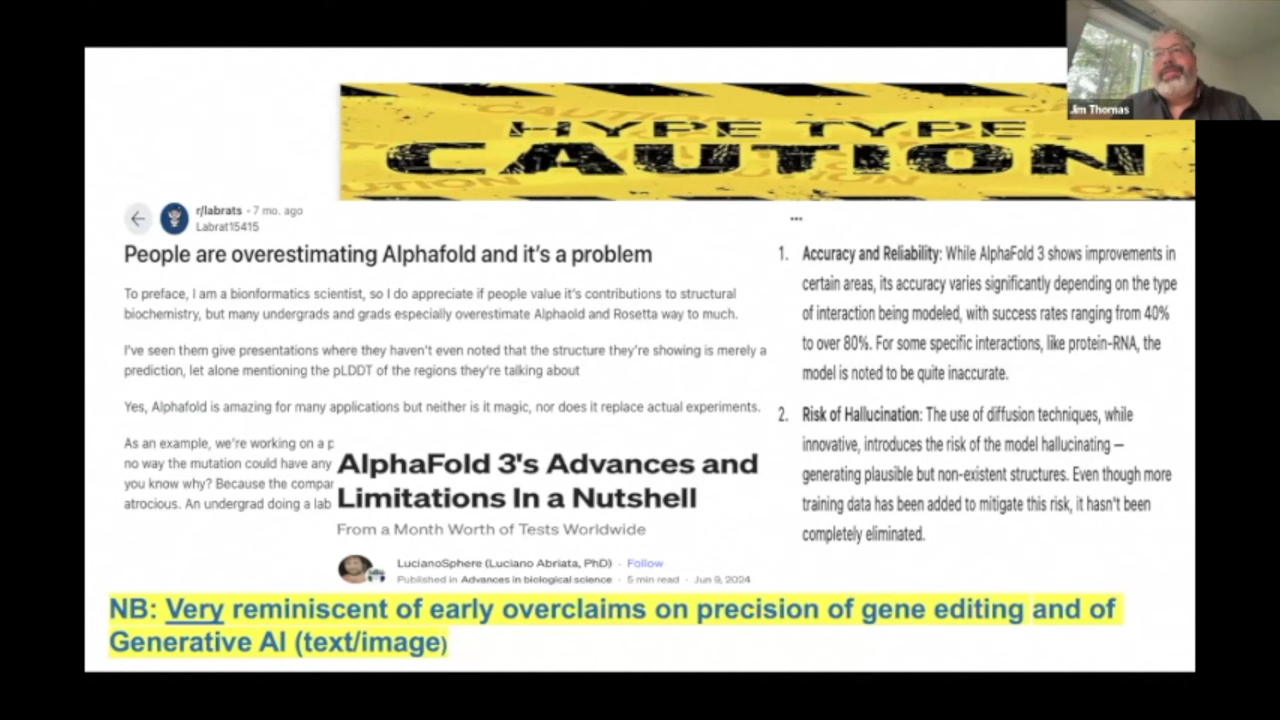 Jim Thomas
HYPE TYPE
CAUTION
r/labrats • 7 mo. ago
Labrat15415
People are overestimating Alphafold and it's a problem
To preface, I am a bionformatics scientist, so I do appreciate if people value it's contributions to structural
biochemistry, but many undergrads and grads especially overestimate Alphaold and Rosetta way to much.
I've seen them give presentations where they haven't even noted that the structure they're showing is merely a
prediction, let alone mentioning the pLDDT of the regions they're talking about
Yes, Alphafold is amazing for many applications but neither is it magic, nor does it replace actual experiments.
As an example, we're working on a p
no way the mutation could have any
you know why? Because the compar
atrocious. An undergrad doing a lab
AlphaFold 3's Advances and
Limitations In a Nutshell
From a Month Worth of Tests Worldwide
LucianoSphere (Luciano Abriata, PhD) · Follow
Published in Advances in biological science · 5 min read · Jun 9, 2024
...
1. Accuracy and Reliability: While AlphaFold 3 shows improvements in
certain areas, its accuracy varies significantly depending on the type
of interaction being modeled, with success rates ranging from 40%
to over 80%. For some specific interactions, like protein-RNA, the
model is noted to be quite inaccurate.
2. Risk of Hallucination: The use of diffusion techniques, while
innovative, introduces the risk of the model hallucinating —
generating plausible but non-existent structures. Even though more
training data has been added to mitigate this risk, it hasn't been
completely eliminated.
NB: Very reminiscent of early overclaims on precision of gene editing and of
Generative AI (text/image)